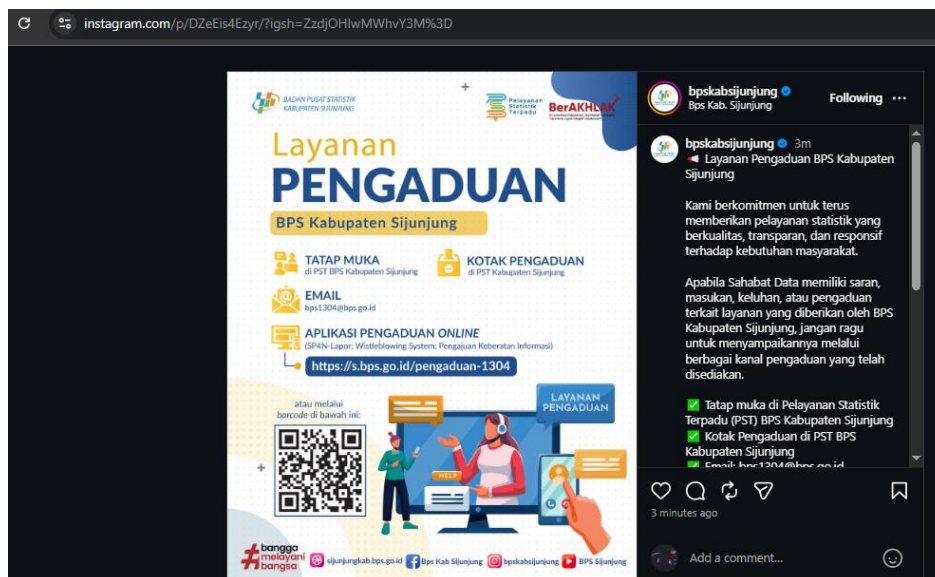 instagram.com/p/DZeEis4Ezyr/?igsh=ZzdjOHlwMWhvY3M%3D
BADAN PUSAT STATISTIK
KABUPATEN SIJUNJUNG
Pelayanan
Statistik
Terpadu
BerAKHLAK
Layanan
PENGADUAN
BPS Kabupaten Sijunjung
TATAP MUKA
di PST BPS Kabupaten Sijunjung
KOTAK PENGADUAN
di PST Kabupaten Sijunjung
EMAIL
bps1304@bps.go.id
APLIKASI PENGADUAN ONLINE
(SP4N-Lapor; Wistleblowing System; Pengajuan Keberatan Informasi)
https://s.bps.go.id/pengaduan-1304
atau melalui
barcode di bawah ini:
LAYANAN
PENGADUAN
HELP
#bangga
melayani
bangsa
sijunjungkab.bps.go.id
Bps Kab Sijunjung
bpskabsijunjung
BPS Sijunjung
bpskabsijunjung
Bps Kab. Sijunjung
Following
bpskabsijunjung 3m
📢 Layanan Pengaduan BPS Kabupaten
Sijunjung
Kami berkomitmen untuk terus
memberikan pelayanan statistik yang
berkualitas, transparan, dan responsif
terhadap kebutuhan masyarakat.
Apabila Sahabat Data memiliki saran,
masukan, keluhan, atau pengaduan
terkait layanan yang diberikan oleh BPS
Kabupaten Sijunjung, jangan ragu
untuk menyampaikannya melalui
berbagai kanal pengaduan yang telah
disediakan.
✅ Tatap muka di Pelayanan Statistik
Terpadu (PST) BPS Kabupaten Sijunjung
✅ Kotak Pengaduan di PST BPS
Kabupaten Sijunjung
✅ Email: bps1304@bps.go.id
3 minutes ago
Add a comment...